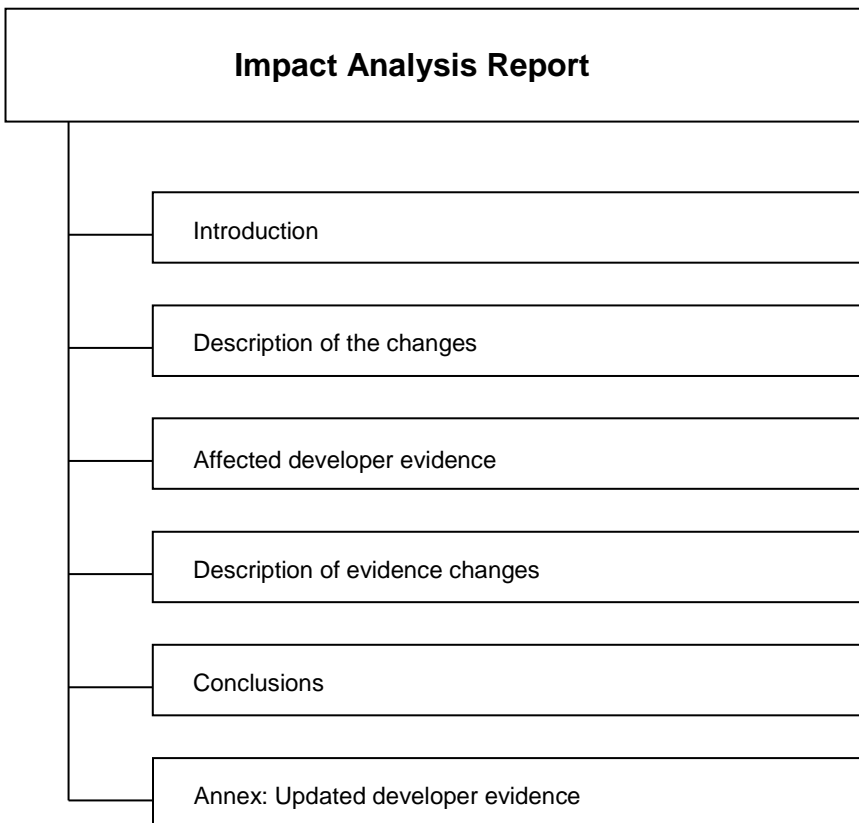 Impact Analysis Report
Introduction
Description of the changes
Affected developer evidence
Description of evidence changes
Conclusions
Annex: Updated developer evidence